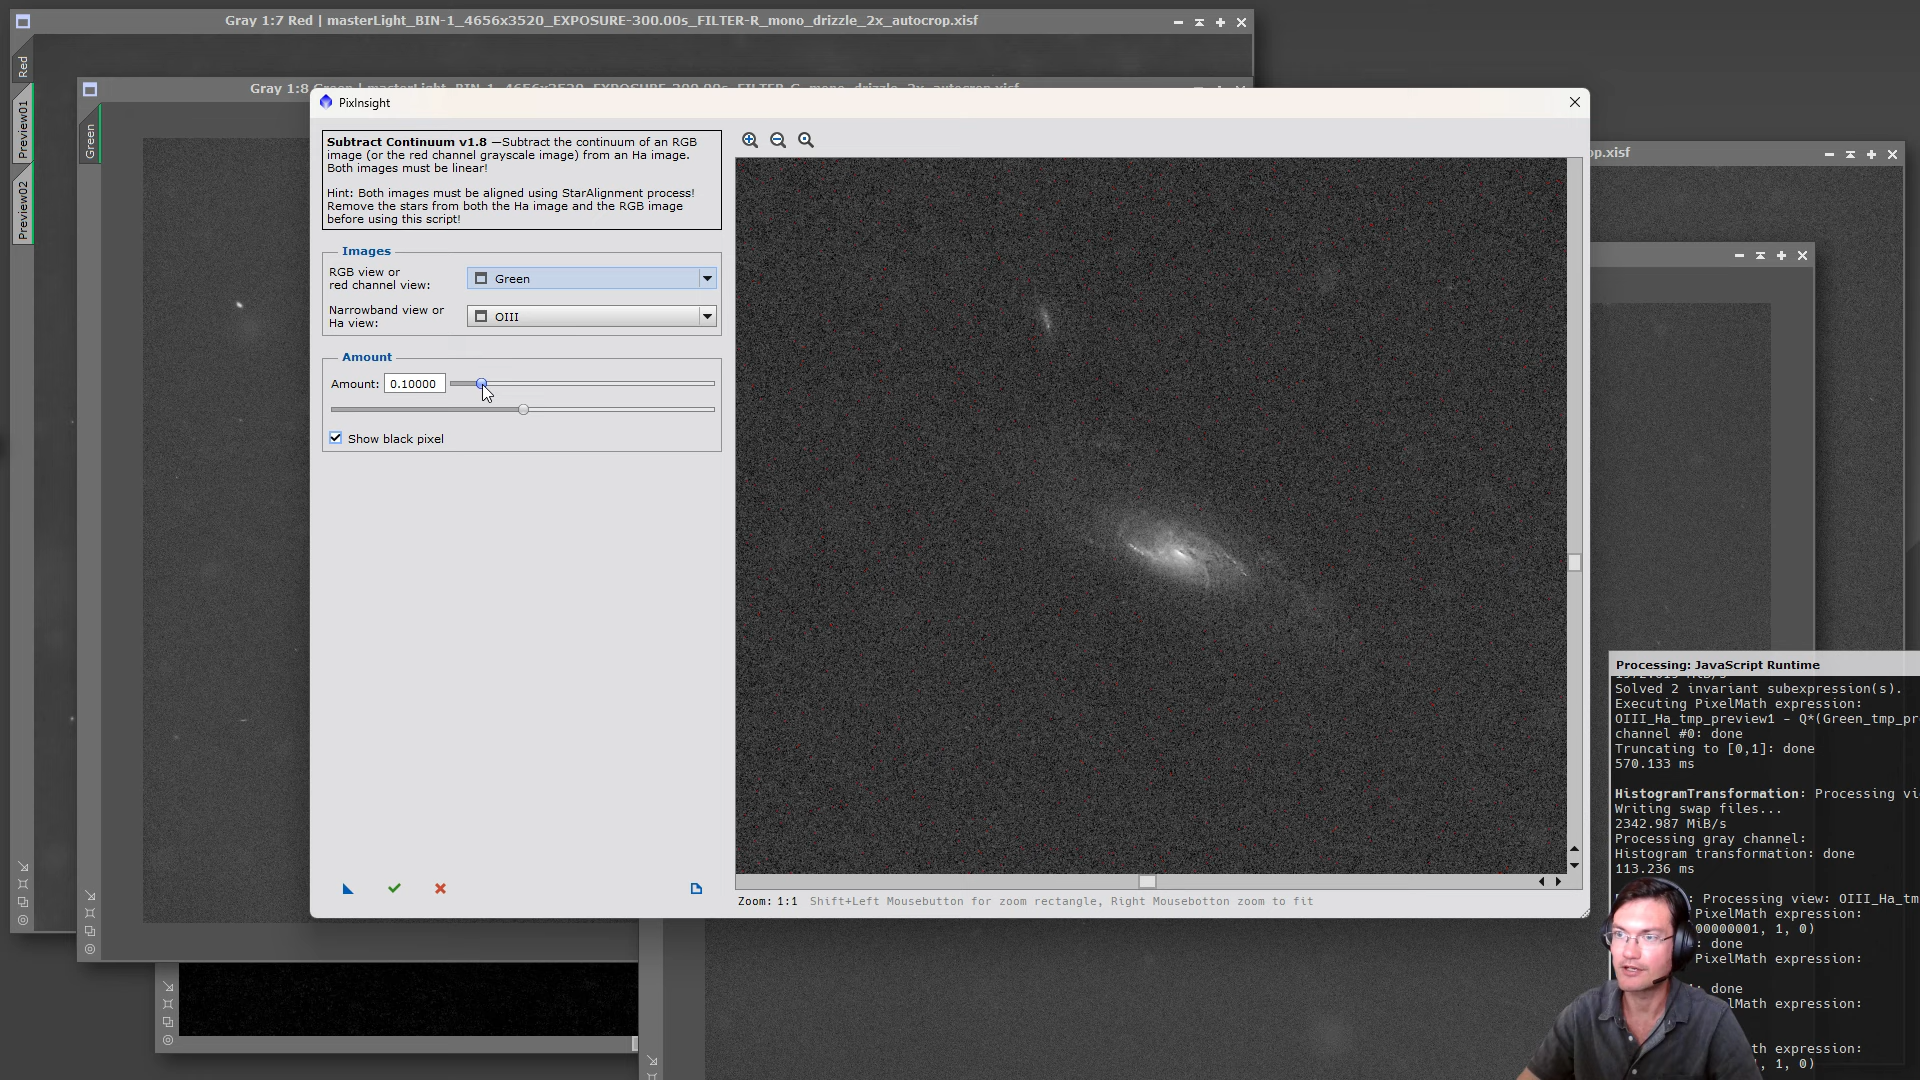 Gray 1:7 Red | masterLight_BIN-1_4656x3520_EXPOSURE-300.00s_FILTER-R_mono_drizzle_2x_autocrop.xisf
Red
Preview01
Preview02
Gray 1:8 Green | masterLight_BIN-1_4656x3520_EXPOSURE-300.00s_FILTER-G_mono_drizzle_2x_autocrop.xisf
Green
PixInsight
Subtract Continuum v1.8 —Subtract the continuum of an RGB
image (or the red channel grayscale image) from an Ha image.
Both images must be linear!
Hint: Both images must be aligned using StarAlignment process!
Remove the stars from both the Ha image and the RGB image
before using this script!
Images
RGB view or
red channel view:
Green
Narrowband view or
Ha view:
OIII
Amount
Amount: 0.10000
Show black pixel
Zoom: 1:1 Shift+Left Mousebutton for zoom rectangle, Right Mousebotton zoom to fit
op.xisf
Processing: JavaScript Runtime
Solved 2 invariant subexpression(s).
Executing PixelMath expression:
OIII_Ha_tmp_preview1 - Q*(Green_tmp_pr
channel #0: done
Truncating to [0,1]: done
570.133 ms
HistogramTransformation: Processing vi
Writing swap files...
2342.987 MiB/s
Processing gray channel:
Histogram transformation: done
113.236 ms
: Processing view: OIII_Ha_tm
PixelMath expression:
00000001, 1, 0)
: done
PixelMath expression:
: done
lMath expression:
th expression:
, 1, 0)